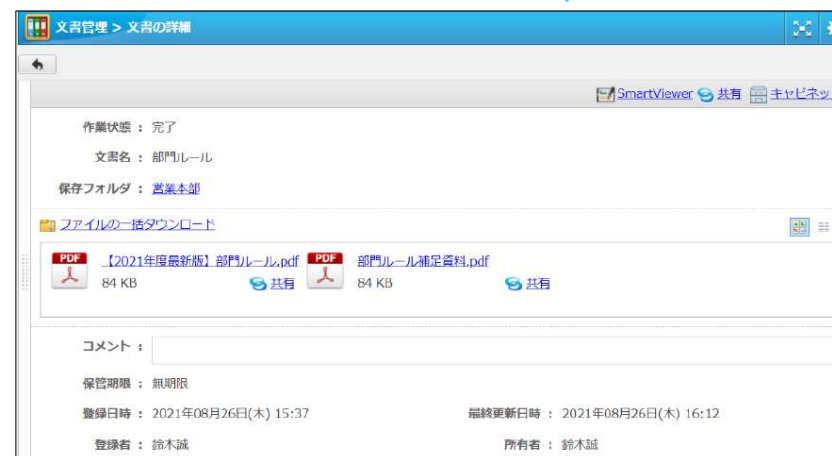 文書管理 > 文書の詳細
SmartViewer 共有 キャビネッ
作業状態 : 完了
文書名 : 部門ルール
保存フォルダ : 営業本部
ファイルの一括ダウンロード
PDF 【2021年度最新版】部門ルール.pdf PDF 部門ルール補足資料.pdf
84 KB 共有 84 KB 共有
コメント :
保管期限 : 無期限
登録日時 : 2021年08月26日(木) 15:37 最終更新日時 : 2021年08月26日(木) 16:12
登録者 : 鈴木誠 所有者 : 鈴木誠